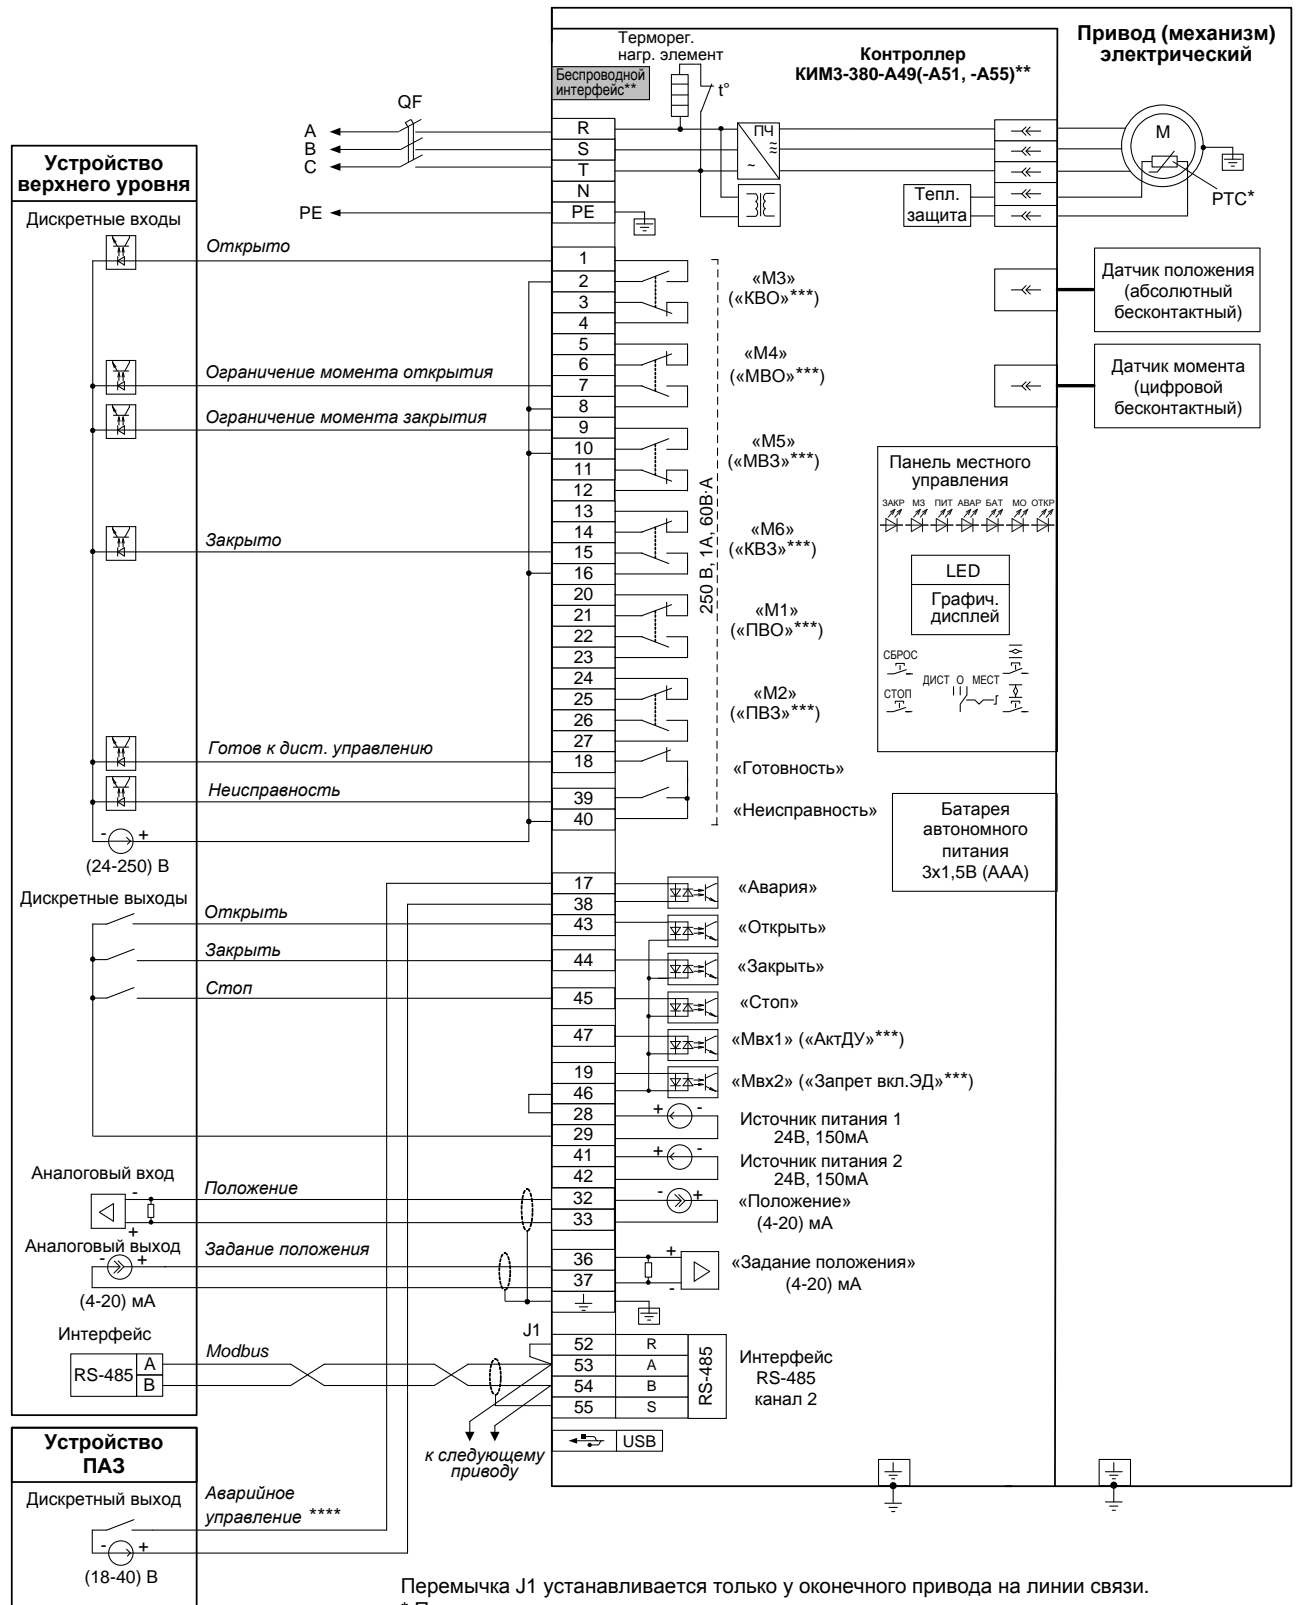 Привод (механизм)
электрический
Контроллер
КИМ3-380-А49(-А51, -А55)**
Терморег.
нагр. элемент
Беспроводной
интерфейс**
t°
QF
A
B
C
PE
R
S
T
N
PE
ПЧ
≈
~
Тепл.
защита
M
PTC*
Устройство
верхнего уровня
Дискретные входы
Открыто
Ограничение момента открытия
Ограничение момента закрытия
Закрыто
Готов к дист. управлению
Неисправность
- +
(24-250) В
1
2
3
4
5
6
7
8
9
10
11
12
13
14
15
16
20
21
22
23
24
25
26
27
18
39
40
250 В, 1А, 60В·А
«М3»
(«КВО»***)
«М4»
(«МВО»***)
«М5»
(«МВЗ»***)
«М6»
(«КВЗ»***)
«М1»
(«ПВО»***)
«М2»
(«ПВЗ»***)
«Готовность»
«Неисправность»
Датчик положения
(абсолютный
бесконтактный)
Датчик момента
(цифровой
бесконтактный)
Панель местного
управления
ЗАКР МЗ ПИТ АВАР БАТ МО ОТКР
LED
Графич.
дисплей
СБРОС
СТОП
ДИСТ О МЕСТ
Батарея
автономного
питания
3х1,5В (ААА)
Дискретные выходы
Открыть
Закрыть
Стоп
17
38
43
44
45
47
19
46
28
29
41
42
32
33
36
37
«Авария»
«Открыть»
«Закрыть»
«Стоп»
«Мвх1» («АктДУ»***)
«Мвх2» («Запрет вкл.ЭД»***)
+ -
Источник питания 1
24В, 150мА
+ -
Источник питания 2
24В, 150мА
- +
«Положение»
(4-20) мА
+
-
«Задание положения»
(4-20) мА
Аналоговый вход
-
+
Положение
Аналоговый выход
- +
(4-20) мА
Задание положения
Интерфейс
RS-485
A
B
Modbus
J1
52 R
53 A
54 B
55 S
RS-485
Интерфейс
RS-485
канал 2
USB
к следующему
приводу
Устройство
ПАЗ
Дискретный выход
- +
(18-40) В
Аварийное
управление ****
Перемычка J1 устанавливается только у оконечного привода на линии связи.